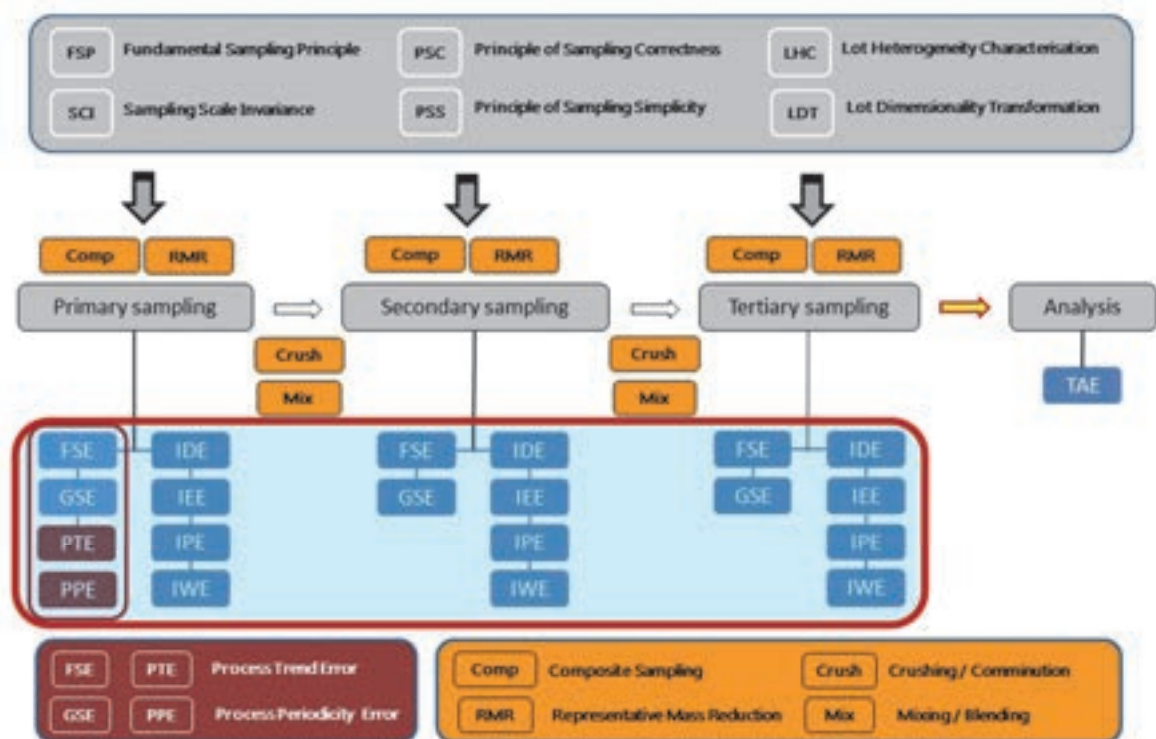 FSP Fundamental Sampling Principle PSC Principle of Sampling Correctness LHC Lot Heterogeneity Characterisation
SCI Sampling Scale Invariance PSS Principle of Sampling Simplicity LDT Lot Dimensionality Transformation
Comp RMR Comp RMR Comp RMR
Primary sampling Secondary sampling Tertiary sampling Analysis
Crush Crush
TAE
Mix Mix
FSE IDE FSE IDE FSE IDE
GSE IEE GSE IEE GSE IEE
PTE IPE IPE IPE
PPE IWE IWE IWE
FSE PTE Process Trend Error Comp Composite Sampling Crush Crushing / Comminution
GSE PPE Process Periodicity Error RMR Representative Mass Reduction Mix Mixing / Blending